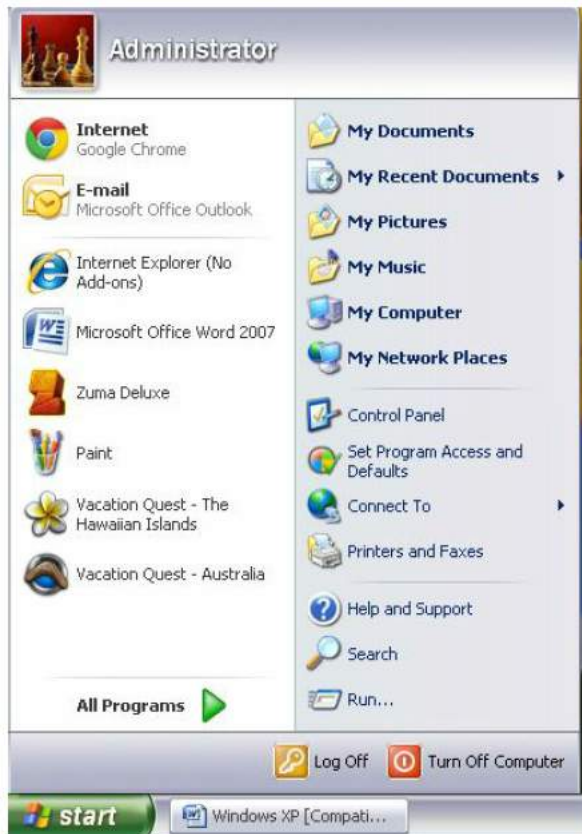 Administrator
Internet
Google Chrome
E-mail
Microsoft Office Outlook
Internet Explorer (No
Add-ons)
Microsoft Office Word 2007
Zuma Deluxe
Paint
Vacation Quest - The
Hawaiian Islands
Vacation Quest - Australia
All Programs
My Documents
My Recent Documents
My Pictures
My Music
My Computer
My Network Places
Control Panel
Set Program Access and
Defaults
Connect To
Printers and Faxes
Help and Support
Search
Run...
Log Off
Turn Off Computer
start
Windows XP [Compati...